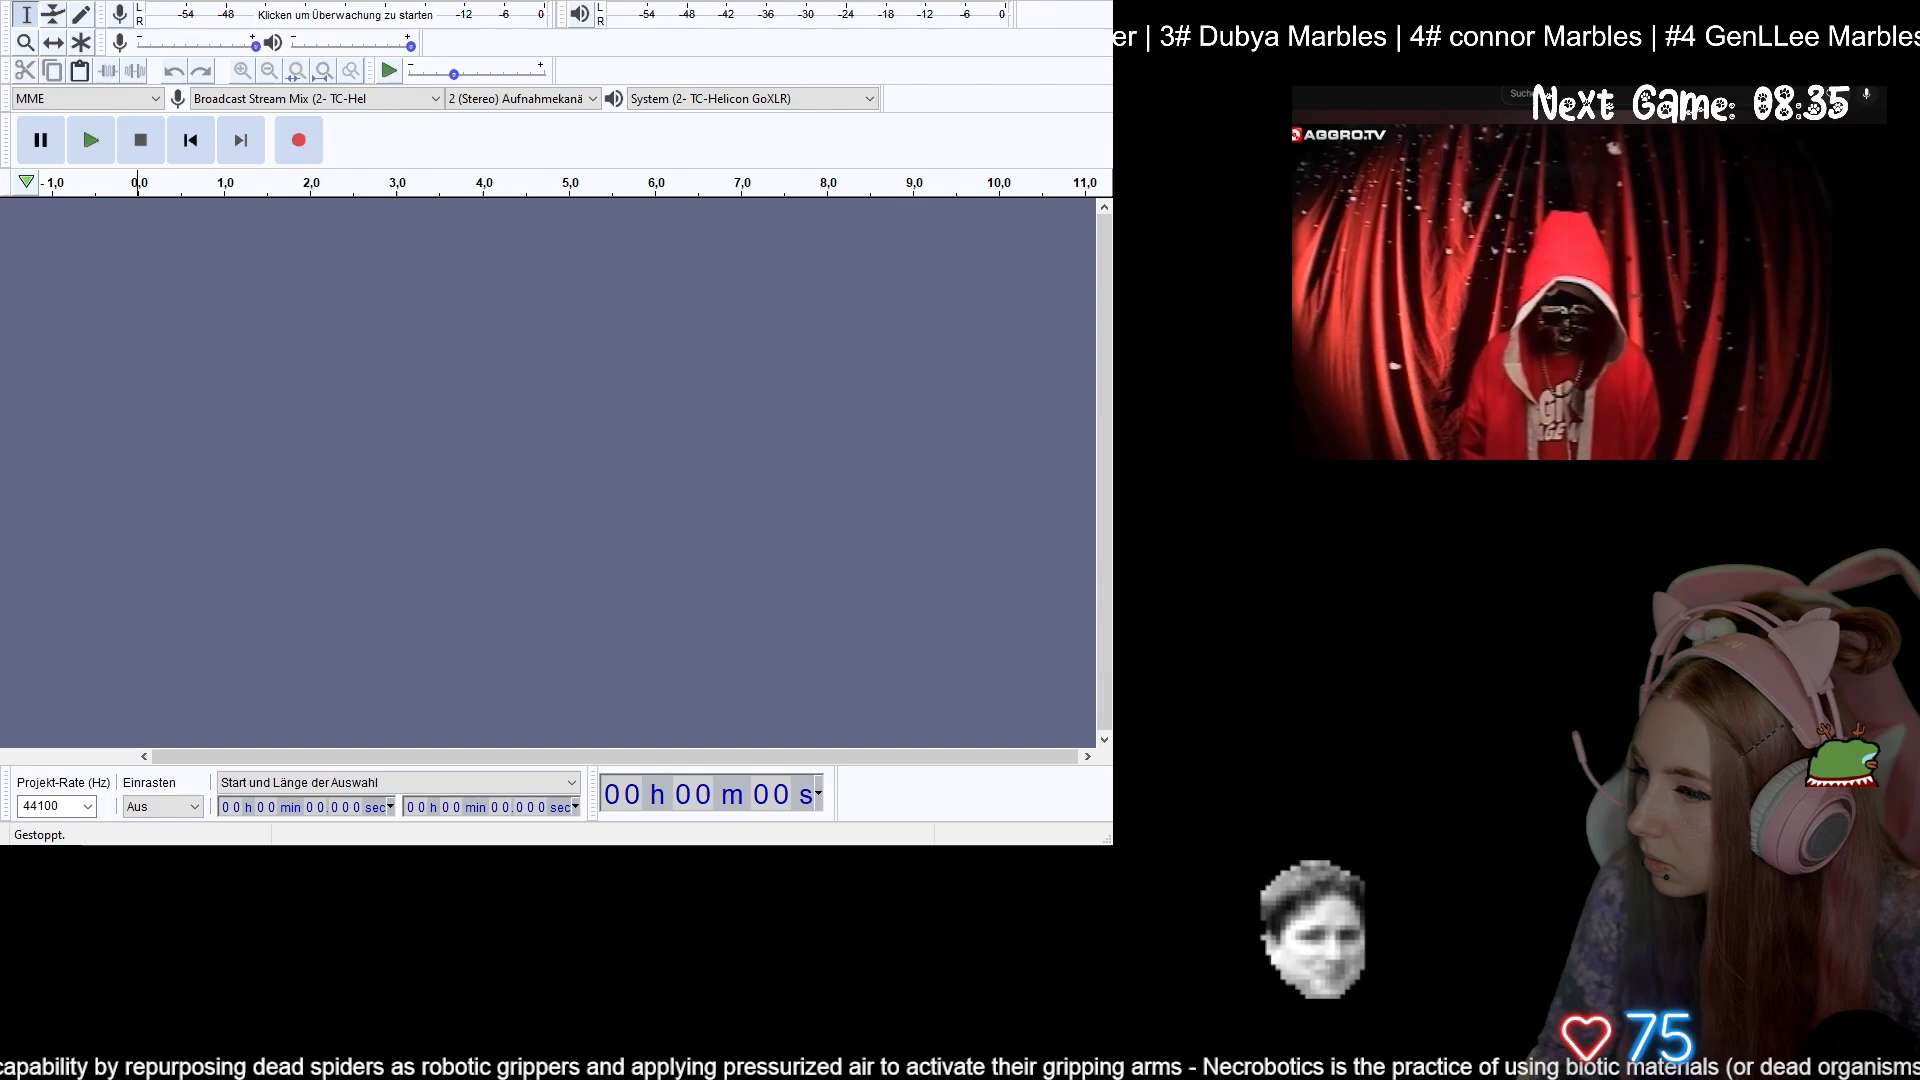 L
R
-54 -48 Klicken um Überwachung zu starten -12 -6 0
L
R
-54 -48 -42 -36 -30 -24 -18 -12 -6 0
er | 3# Dubya Marbles | 4# connor Marbles | #4 GenLLee Marbles
MME
Broadcast Stream Mix (2- TC-Hel
2 (Stereo) Aufnahmekanä
System (2- TC-Helicon GoXLR)
Next Game: 08:35
AGGRO.TV
- 1,0 0,0 1,0 2,0 3,0 4,0 5,0 6,0 7,0 8,0 9,0 10,0 11,0
Projekt-Rate (Hz)
Einrasten
Start und Länge der Auswahl
44100
Aus
00 h 00 min 00.000 sec
00 h 00 min 00.000 sec
00 h 00 m 00 s
Gestoppt.
75
capability by repurposing dead spiders as robotic grippers and applying pressurized air to activate their gripping arms - Necrobotics is the practice of using biotic materials (or dead organisms